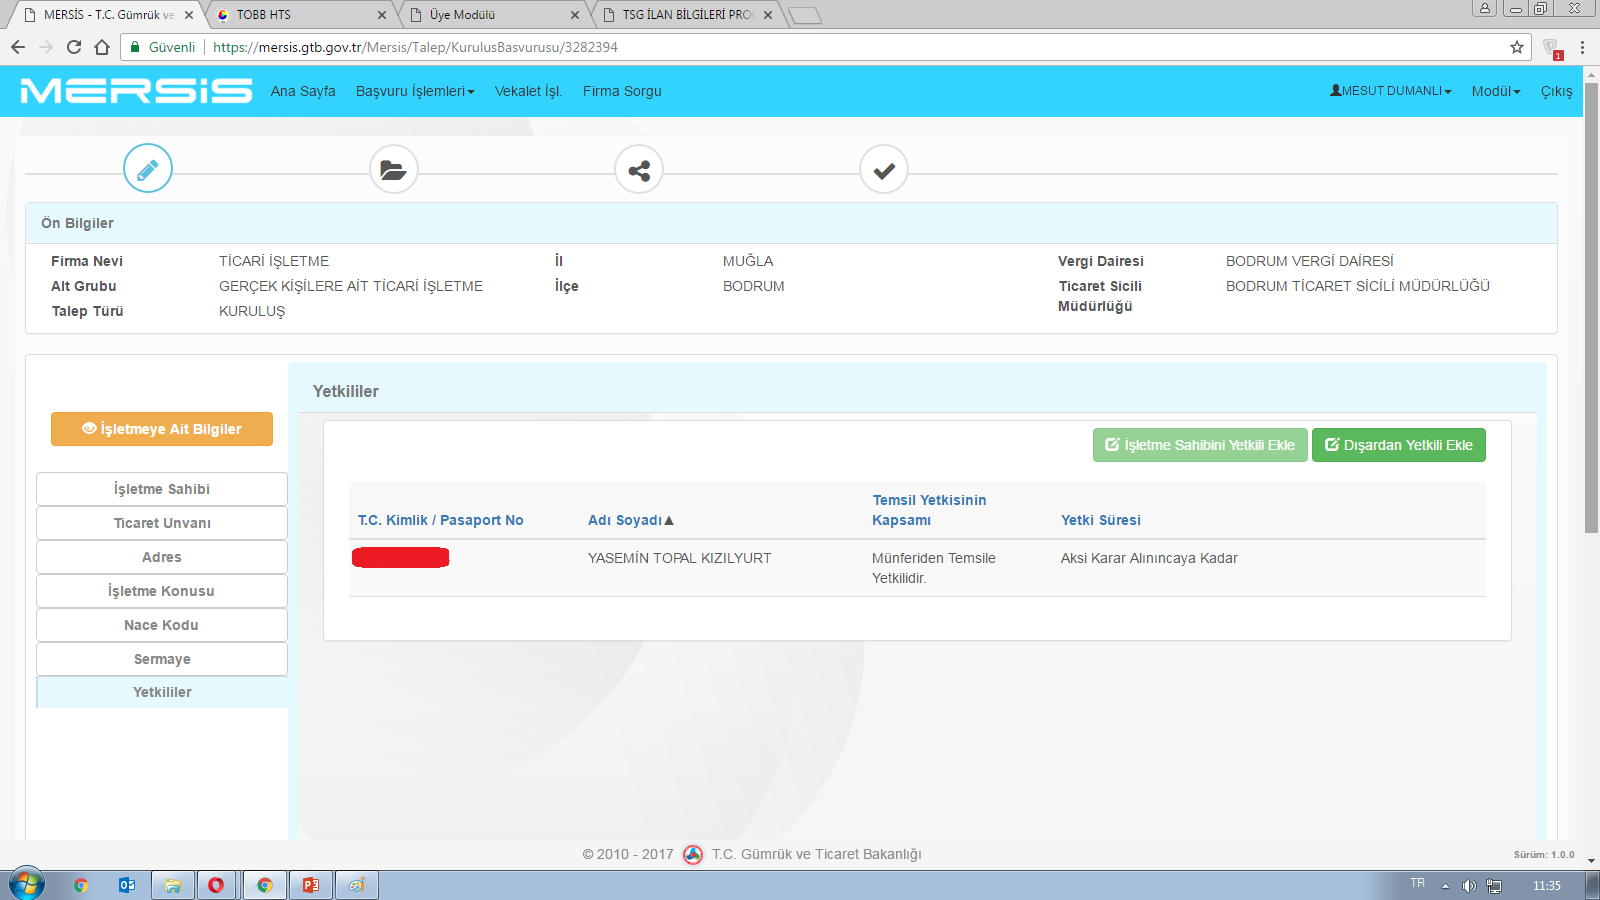 MERSİS - T.C. Gümrük ve
TOBB HTS
Üye Modülü
TSG İLAN BİLGİLERİ PRO
Güvenli
https://mersis.gtb.gov.tr/Mersis/Talep/KurulusBasvurusu/3282394
1
MERSİS
Ana Sayfa
Başvuru İşlemleri
Vekalet İşl.
Firma Sorgu
MESUT DUMANLI
Modül
Çıkış
Ön Bilgiler
Firma Nevi
TİCARİ İŞLETME
İl
MUĞLA
Vergi Dairesi
BODRUM VERGİ DAİRESİ
Alt Grubu
GERÇEK KİŞİLERE AİT TİCARİ İŞLETME
İlçe
BODRUM
Ticaret Sicili
Müdürlüğü
BODRUM TİCARET SİCİLİ MÜDÜRLÜĞÜ
Talep Türü
KURULUŞ
İşletmeye Ait Bilgiler
İşletme Sahibi
Ticaret Unvanı
Adres
İşletme Konusu
Nace Kodu
Sermaye
Yetkililer
Yetkililer
İşletme Sahibini Yetkili Ekle
Dışardan Yetkili Ekle
T.C. Kimlik / Pasaport No
Adı Soyadı▲
Temsil Yetkisinin
Kapsamı
Yetki Süresi
YASEMİN TOPAL KIZILYURT
Münferiden Temsile
Yetkilidir.
Aksi Karar Alınıncaya Kadar
© 2010 - 2017
T.C. Gümrük ve Ticaret Bakanlığı
Sürüm: 1.0.0
TR
11:35